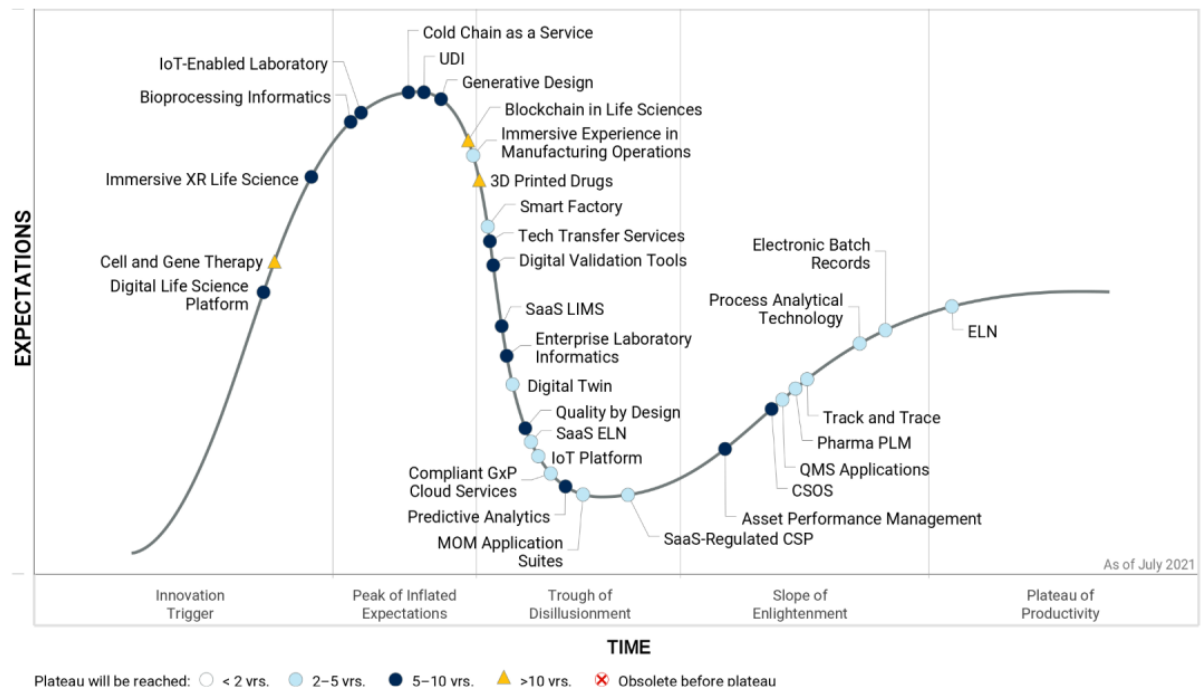 Cold Chain as a Service
UDI
IoT-Enabled Laboratory
Generative Design
Bioprocessing Informatics
Blockchain in Life Sciences
Immersive Experience in
Manufacturing Operations
Immersive XR Life Science
3D Printed Drugs
Smart Factory
Tech Transfer Services
Digital Validation Tools
Cell and Gene Therapy
Digital Life Science
Platform
SaaS LIMS
Enterprise Laboratory
Informatics
Digital Twin
Quality by Design
SaaS ELN
IoT Platform
Compliant GxP
Cloud Services
Predictive Analytics
MOM Application
Suites
SaaS-Regulated CSP
Asset Performance Management
CSOS
QMS Applications
Pharma PLM
Track and Trace
Process Analytical
Technology
Electronic Batch
Records
ELN
EXPECTATIONS
As of July 2021
Innovation
Trigger
Peak of Inflated
Expectations
Trough of
Disillusionment
Slope of
Enlightenment
Plateau of
Productivity
TIME
Plateau will be reached: < 2 yrs. 2–5 yrs. 5–10 yrs. >10 yrs. Obsolete before plateau